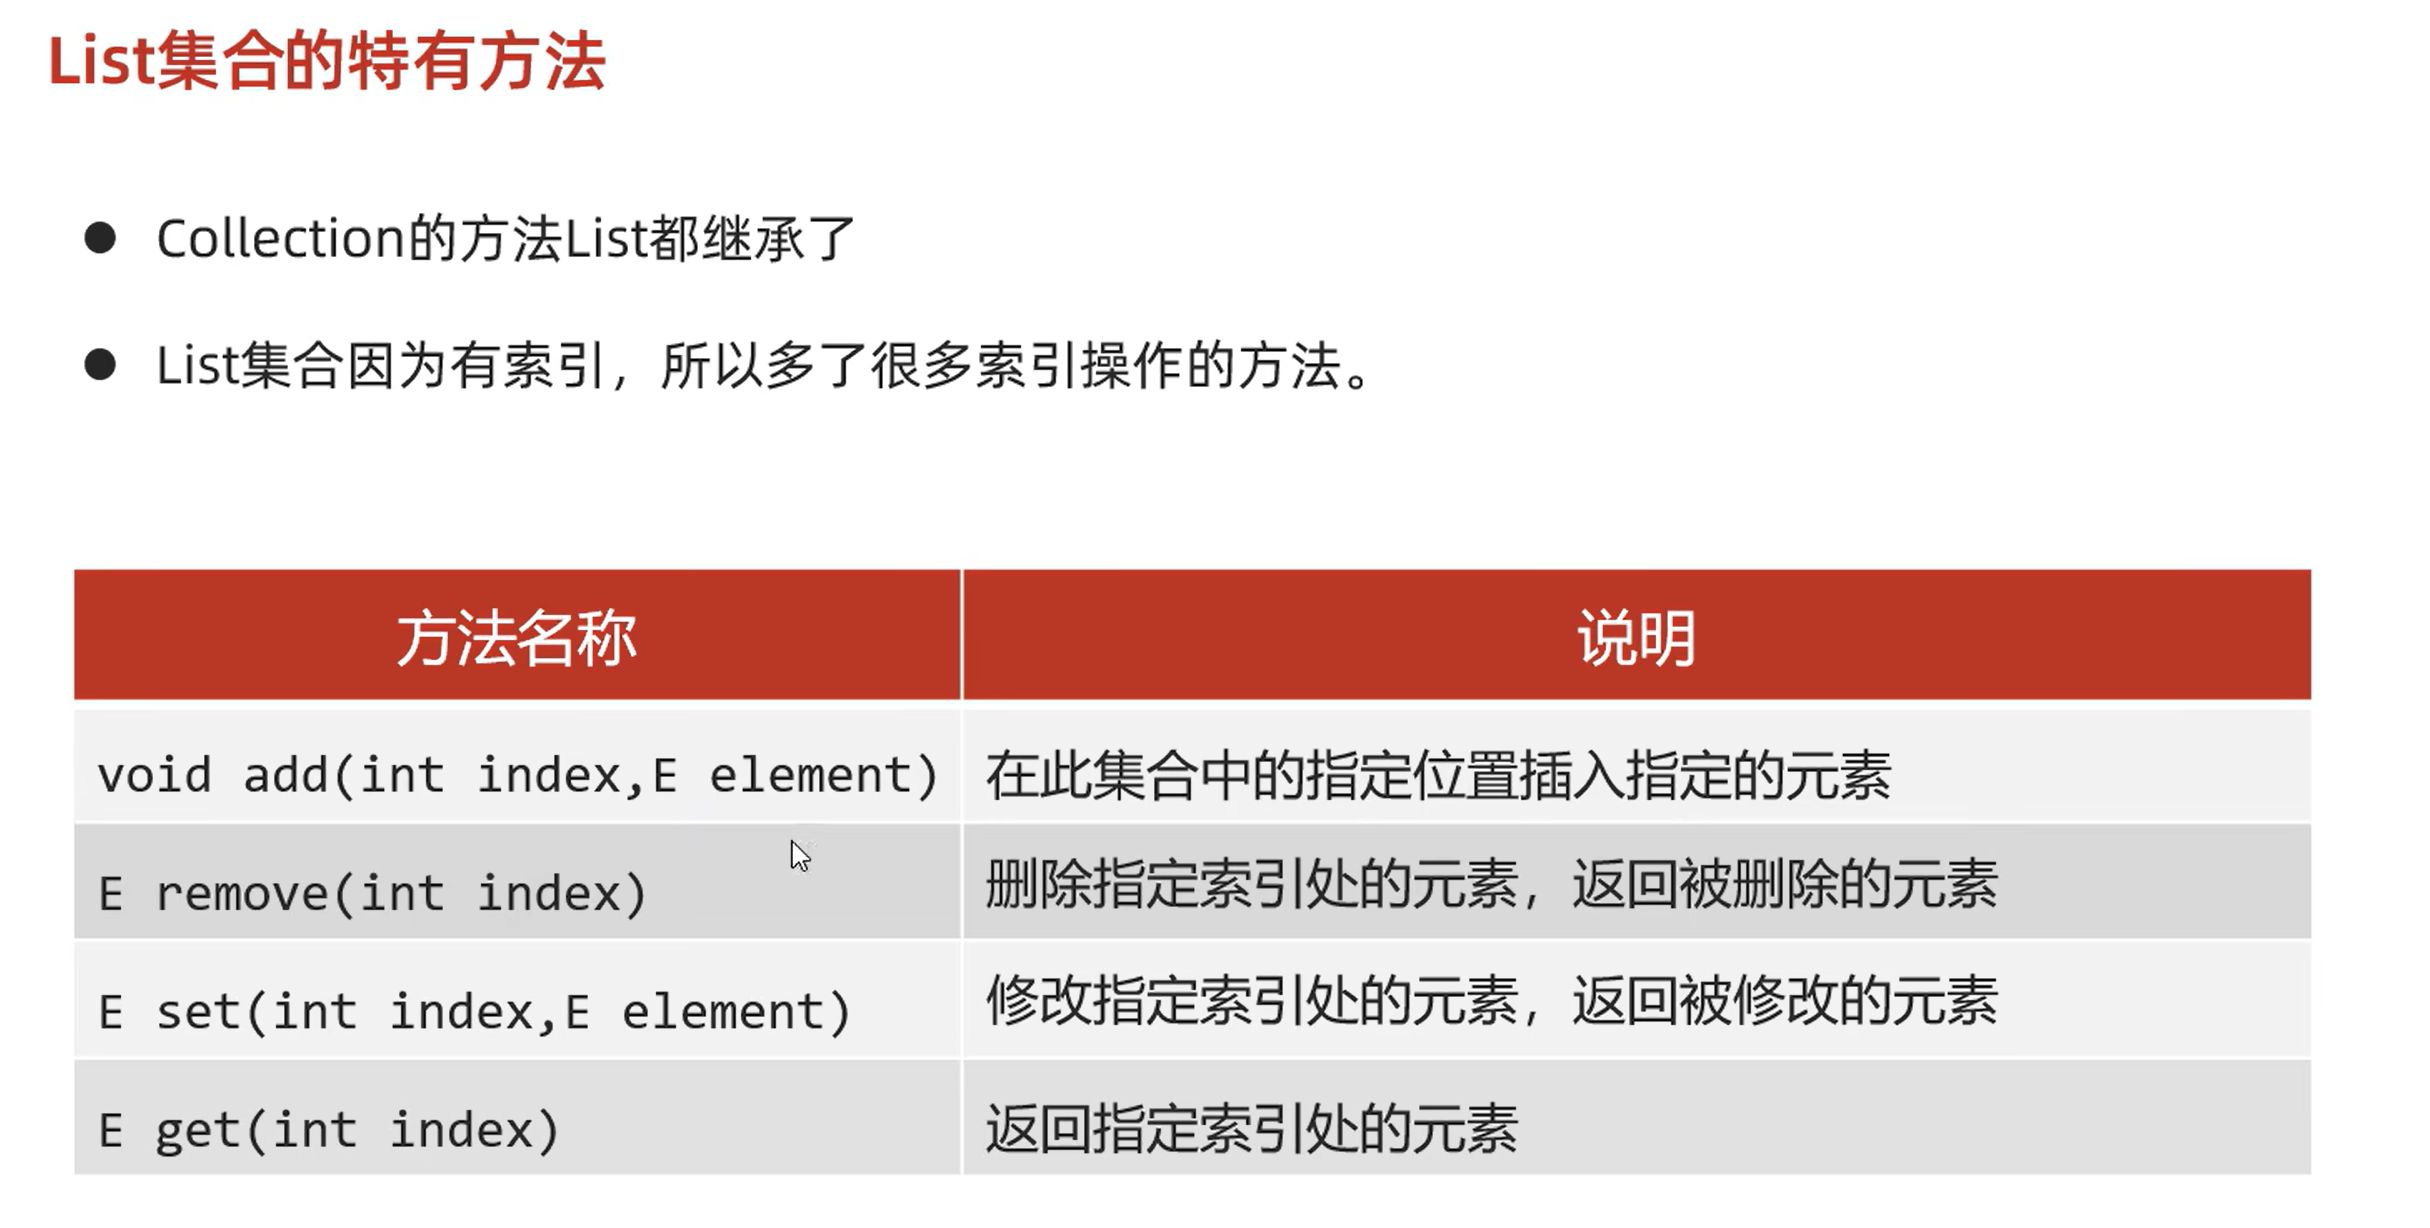 List集合的特有方法
Collection的方法List都继承了
List集合因为有索引，所以多了很多索引操作的方法。
方法名称 说明
void add(int index,E element) 在此集合中的指定位置插入指定的元素
E remove(int index) 删除指定索引处的元素，返回被删除的元素
E set(int index,E element) 修改指定索引处的元素，返回被修改的元素
E get(int index) 返回指定索引处的元素